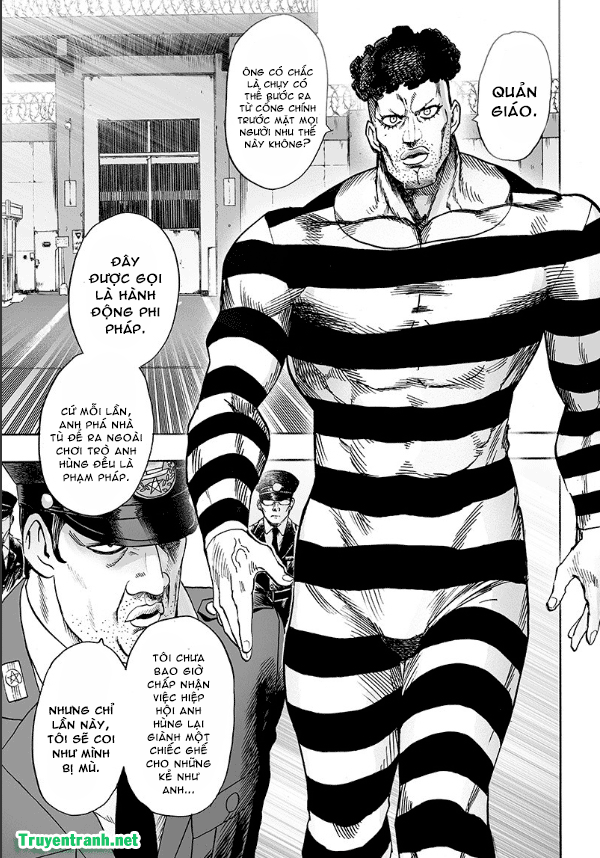 QUẢN
GIÁO.
ÔNG CÓ CHẮC
LÀ CHỤY CÓ
THỂ BƯỚC RA
TỪ CỔNG CHÍNH
TRƯỚC MẶT MỌI
NGƯỜI NHU THẾ
NÀY KHÔNG?
ĐÂY
ĐƯỢC GỌI
LÀ HÀNH
ĐỘNG PHI
PHÁP.
CỨ MỖI LẦN,
ANH PHÁ NHÀ
TÙ ĐỂ RA NGOÀI
CHƠI TRÒ ANH
HÙNG ĐỀU LÀ
PHẠM PHÁP.
TÔI CHƯA
BAO GIỜ
CHẤP NHẬN
VIỆC HIỆP
HỘI ANH
HÙNG LẠI
GIÀNH MỘT
CHIẾC GHẾ
CHO NHỮNG
KẺ NHƯ
ANH...
NHƯNG CHỈ
LẦN NÀY,
TÔI SẼ COI
NHƯ MÌNH
BỊ MÙ.
Truyentranh.net